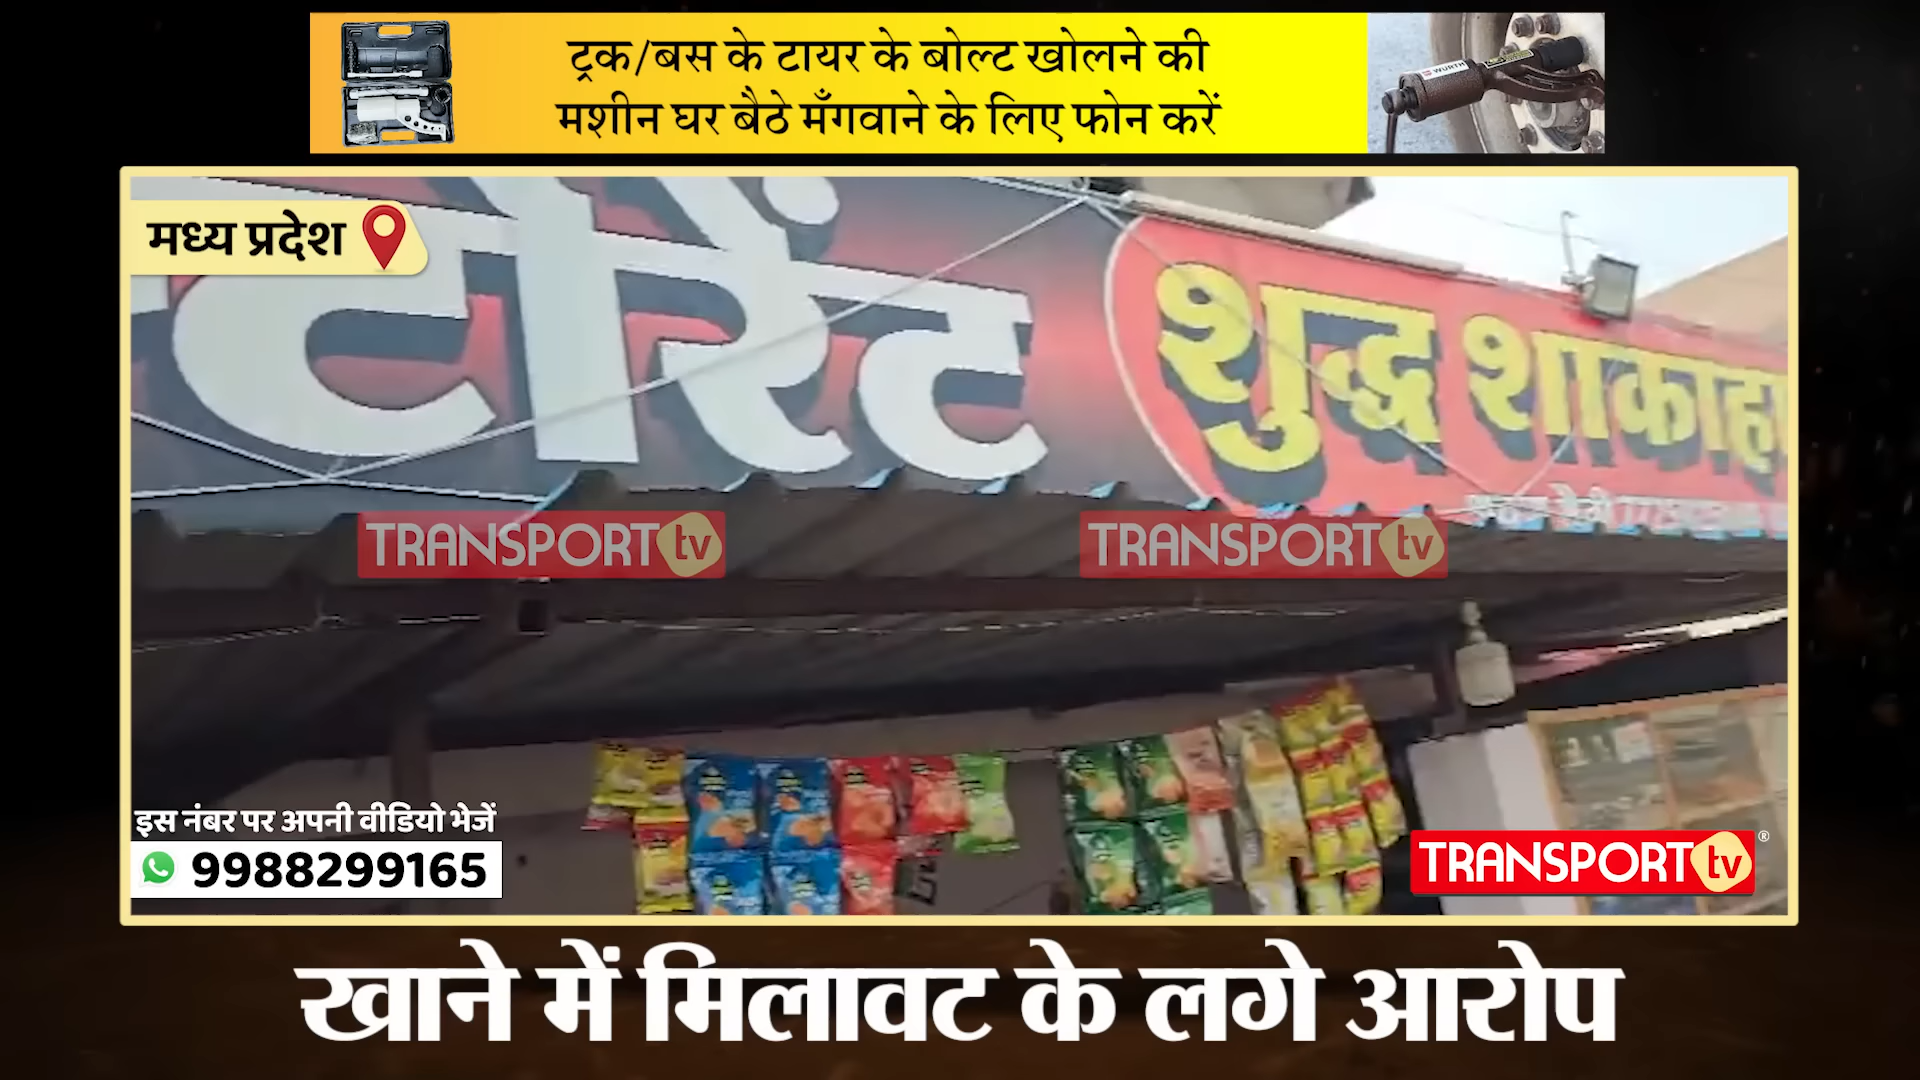 ट्रक/बस के टायर के बोल्ट खोलने की
मशीन घर बैठे मँगवाने के लिए फोन करें
WURTH
मध्य प्रदेश
टोरेंट
शुद्ध शाकाहा
TRANSPORT tv
TRANSPORT tv
इस नंबर पर अपनी वीडियो भेजें
9988299165
TRANSPORT tv ®
खाने में मिलावट के लगे आरोप